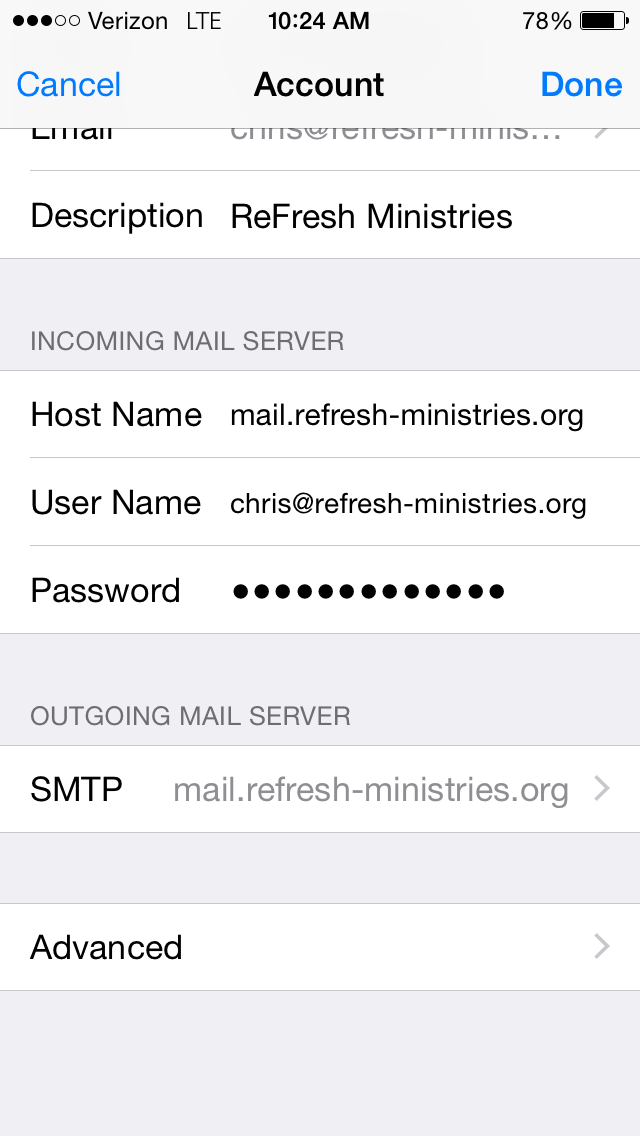 Verizon LTE 10:24 AM 78%
Cancel Account Done
Email chris@refresh-minis...
Description ReFresh Ministries
INCOMING MAIL SERVER
Host Name mail.refresh-ministries.org
User Name chris@refresh-ministries.org
Password ●●●●●●●●●●●●●
OUTGOING MAIL SERVER
SMTP mail.refresh-ministries.org
Advanced